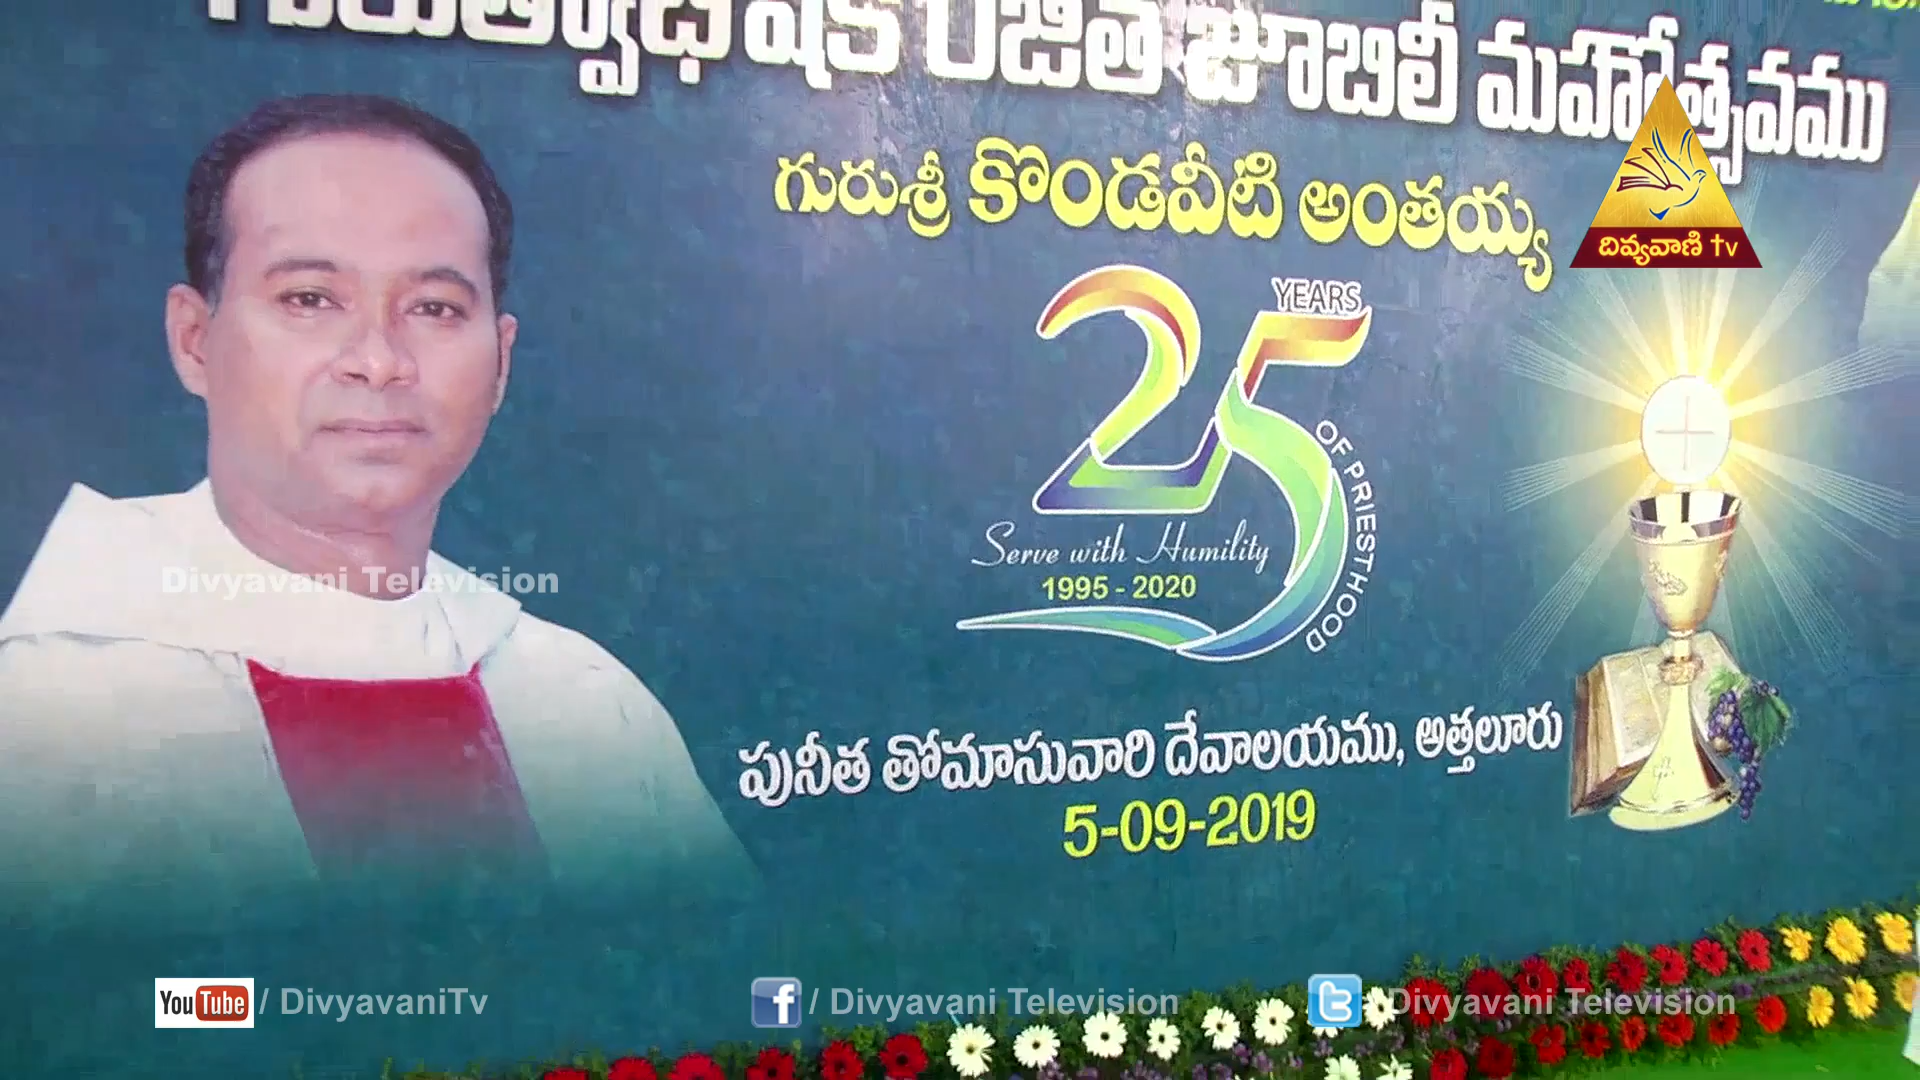 గురుత్వాభిషేక రజిత జూబిలీ మహోత్సవము
గురుశ్రీ కొండవీటి అంతయ్య
దివ్యవాణి tv
25
YEARS
OF PRIESTHOOD
Serve with Humility
1995 - 2020
Divyavani Television
పునీత తోమాసువారి దేవాలయము, అత్తలూరు
5-09-2019
YouTube / DivyavaniTv
f / Divyavani Television
/ Divyavani Television